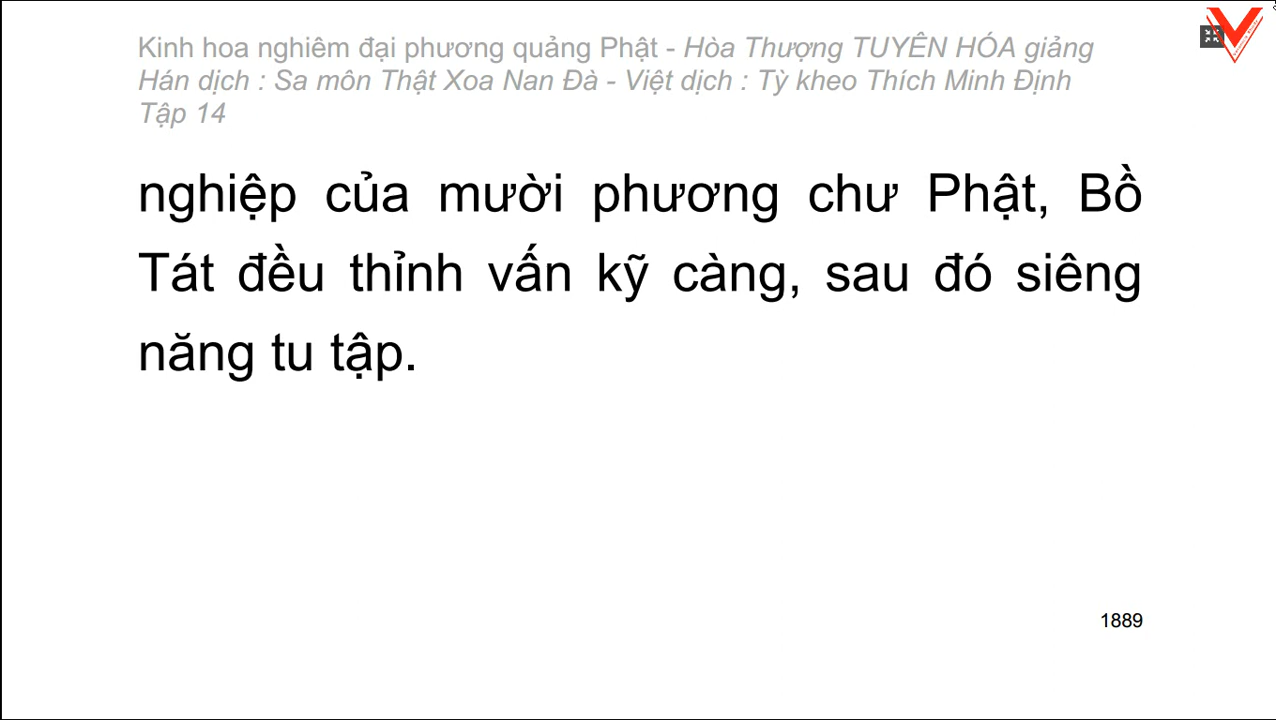 Kinh hoa nghiêm đại phương quảng Phật - Hòa Thượng TUYÊN HÓA giảng
Hán dịch : Sa môn Thật Xoa Nan Đà - Việt dịch : Tỳ kheo Thích Minh Định
Tập 14
nghiệp của mười phương chư Phật, Bồ
Tát đều thỉnh vấn kỹ càng, sau đó siêng
năng tu tập.
1889